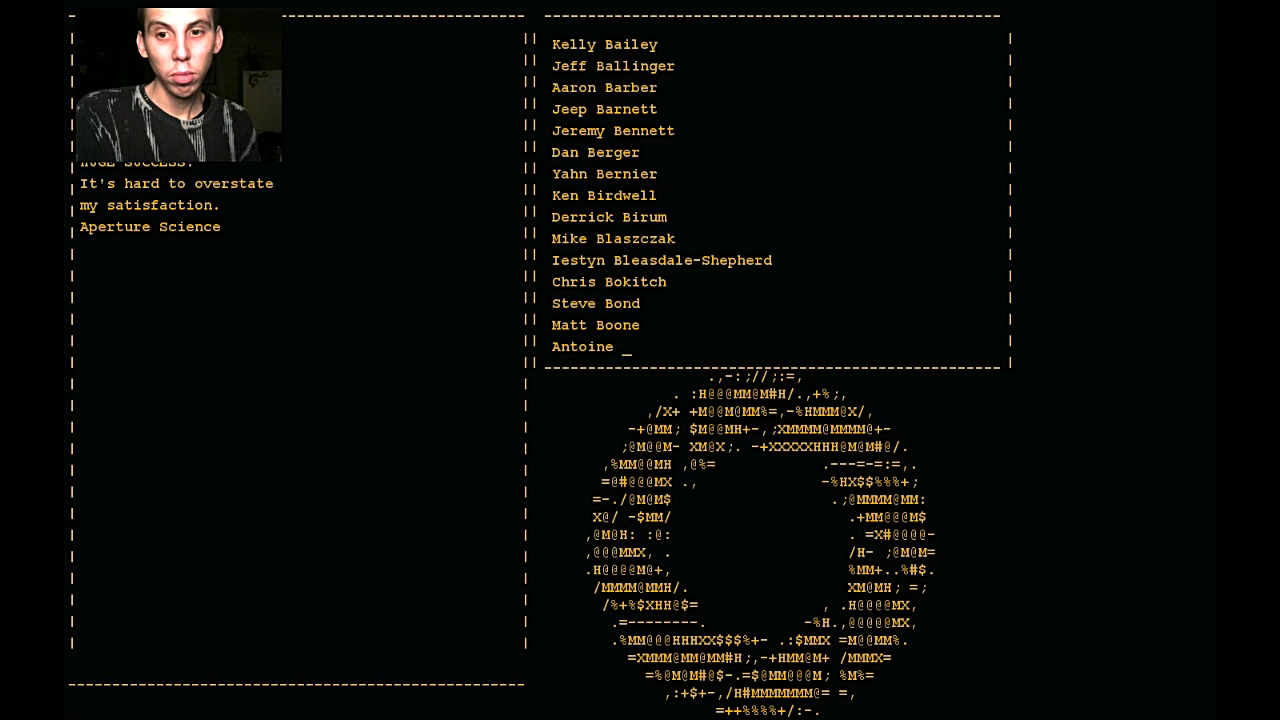 HUGE SUCCESS.
It's hard to overstate
my satisfaction.
Aperture Science
Kelly Bailey
Jeff Ballinger
Aaron Barber
Jeep Barnett
Jeremy Bennett
Dan Berger
Yahn Bernier
Ken Birdwell
Derrick Birum
Mike Blaszczak
Iestyn Bleasdale-Shepherd
Chris Bokitch
Steve Bond
Matt Boone
Antoine _